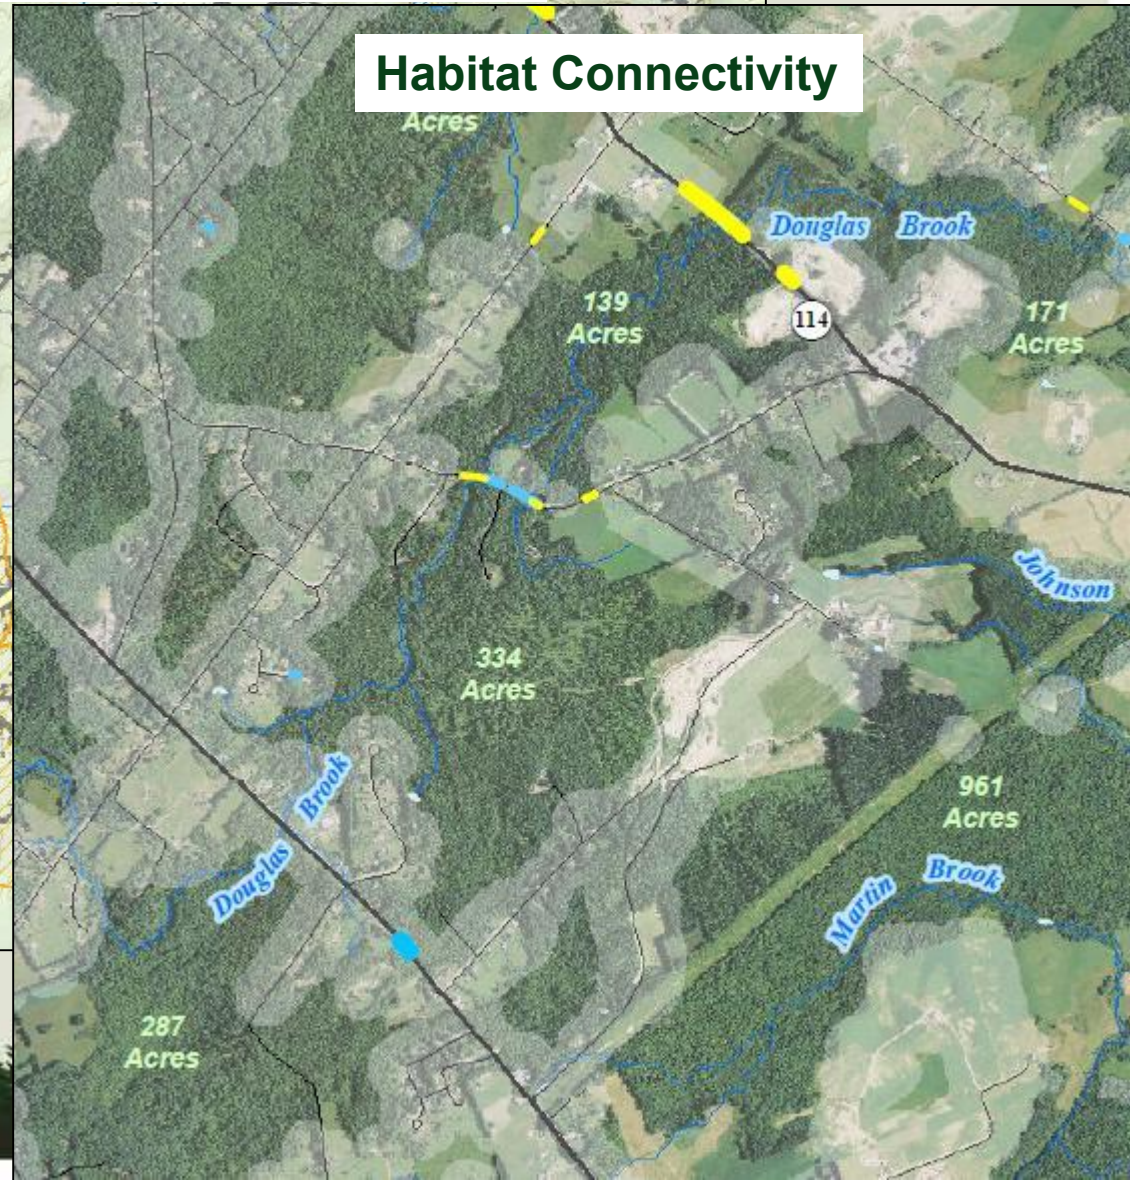 Habitat Connectivity
Acres
Douglas Brook
139
Acres
114
171
Acres
Johnson
334
Acres
Douglas Brook
961
Acres
Martin Brook
287
Acres